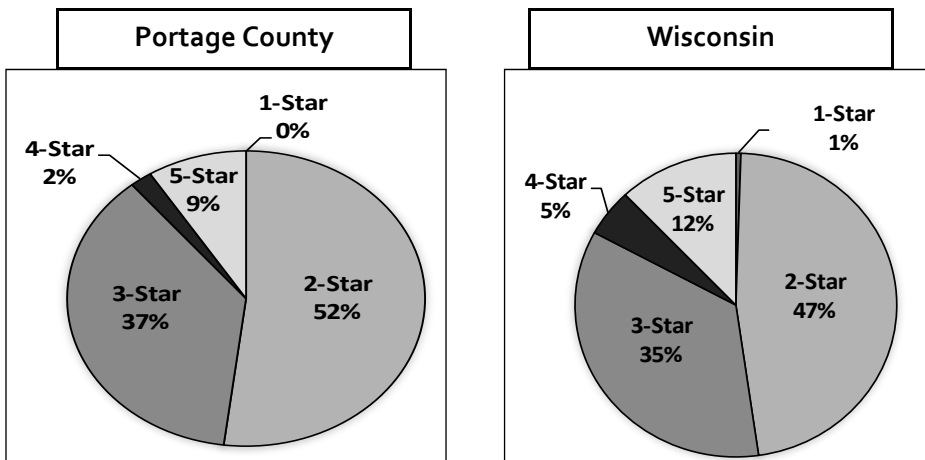 Portage County
1-Star
0%
4-Star
2%
5-Star
9%
3-Star
37%
2-Star
52%
Wisconsin
1-Star
1%
4-Star
5%
5-Star
12%
2-Star
47%
3-Star
35%